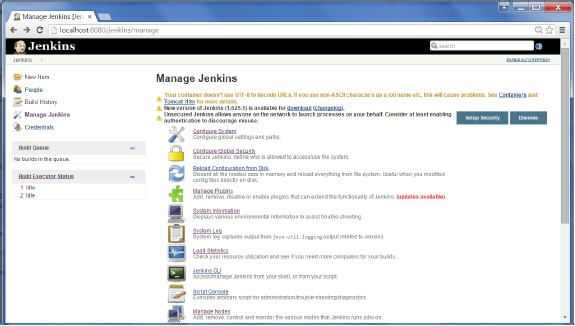 Manage Jenkins [Jen
localhost:8080/jenkins/manage
Jenkins
search
Jenkins
ENABLE AUTO REFRESH
New Item
People
Build History
Manage Jenkins
Credentials
Build Queue
No builds in the queue.
Build Executor Status
1 Idle
2 Idle
Manage Jenkins
Your container doesn't use UTF-8 to decode URLs. If you use non-ASCII characters as a job name etc, this will cause problems. See Containers and
Tomcat i18n for more details.
New version of Jenkins (1.625.1) is available for download (changelog).
Unsecured Jenkins allows anyone on the network to launch processes on your behalf. Consider at least enabling
authentication to discourage misuse.
Setup Security
Dismiss
Configure System
Configure global settings and paths.
Configure Global Security
Secure Jenkins; define who is allowed to access/use the system.
Reload Configuration from Disk
Discard all the loaded data in memory and reload everything from file system. Useful when you modified
config files directly on disk.
Manage Plugins
Add, remove, disable or enable plugins that can extend the functionality of Jenkins. (updates available)
System Information
Displays various environmental information to assist trouble-shooting.
System Log
System log captures output from java.util.logging output related to Jenkins.
Load Statistics
Check your resource utilization and see if you need more computers for your builds.
Jenkins CLI
Access/manage Jenkins from your shell, or from your script.
Script Console
Executes arbitrary script for administration/trouble-shooting/diagnostics.
Manage Nodes
Add, remove, control and monitor the various nodes that Jenkins runs jobs on.